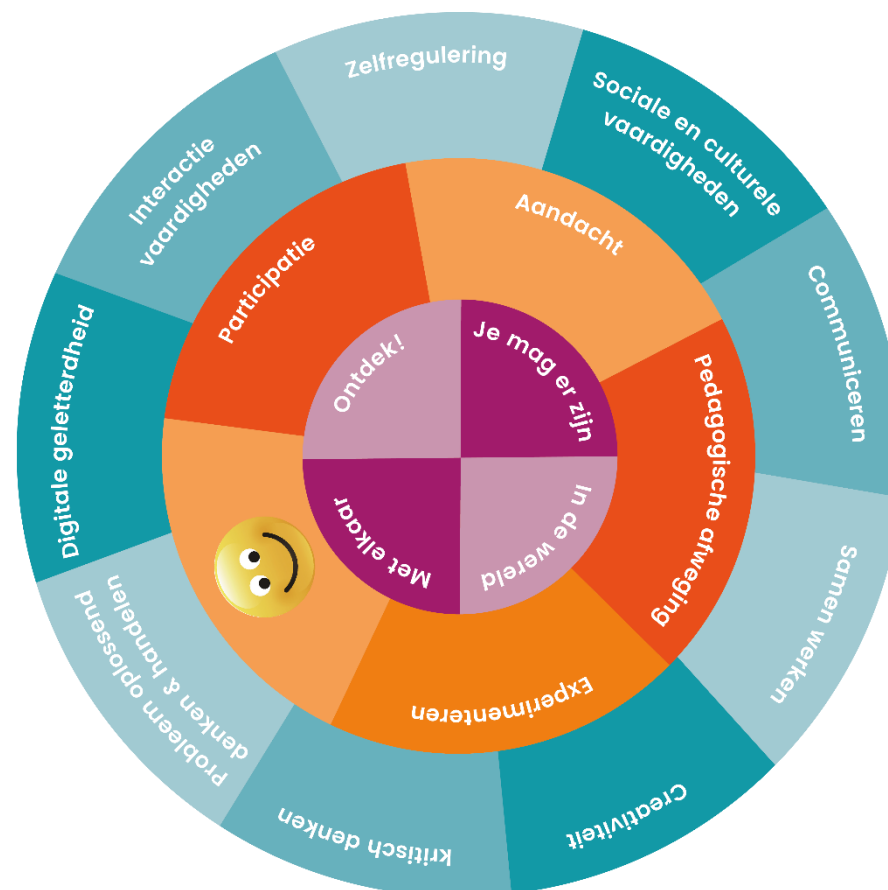 Zelfregulering
Sociale en culturele
vaardigheden
Communiceren
Samen werken
Creativiteit
kritisch denken
Probleem oplossend
denken & handelen
Digitale geletterdheid
Interactie
vaardigheden
Aandacht
Pedagogische afweging
Experimenteren
Participatie
Je mag er zijn
In de wereld
Met elkaar
Ontdek!